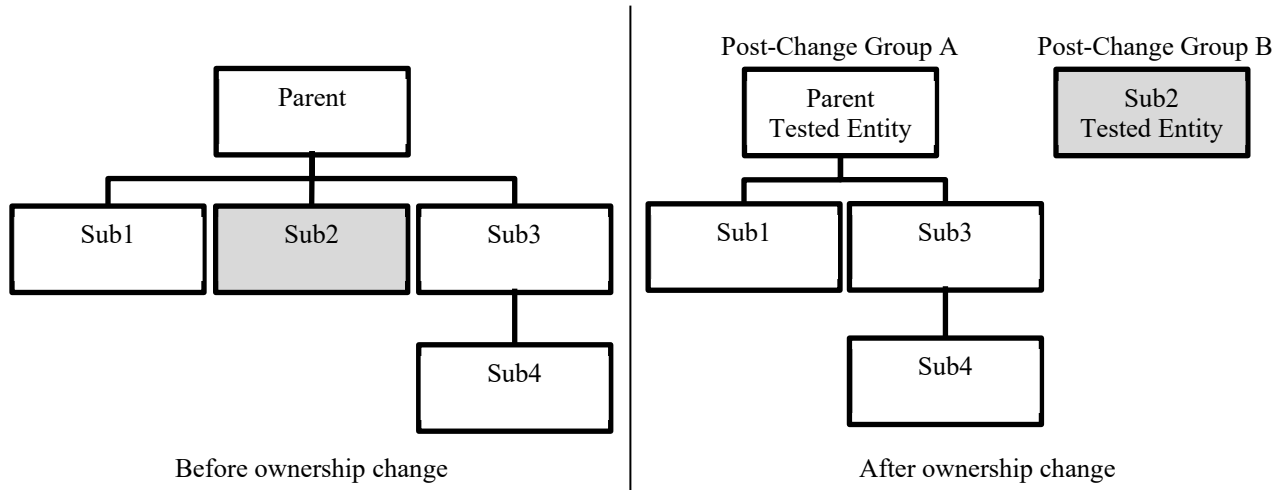 Parent
Sub1
Sub2
Sub3
Sub4
Before ownership change
Post-Change Group A
Post-Change Group B
Parent
Tested Entity
Sub2
Tested Entity
Sub1
Sub3
Sub4
After ownership change